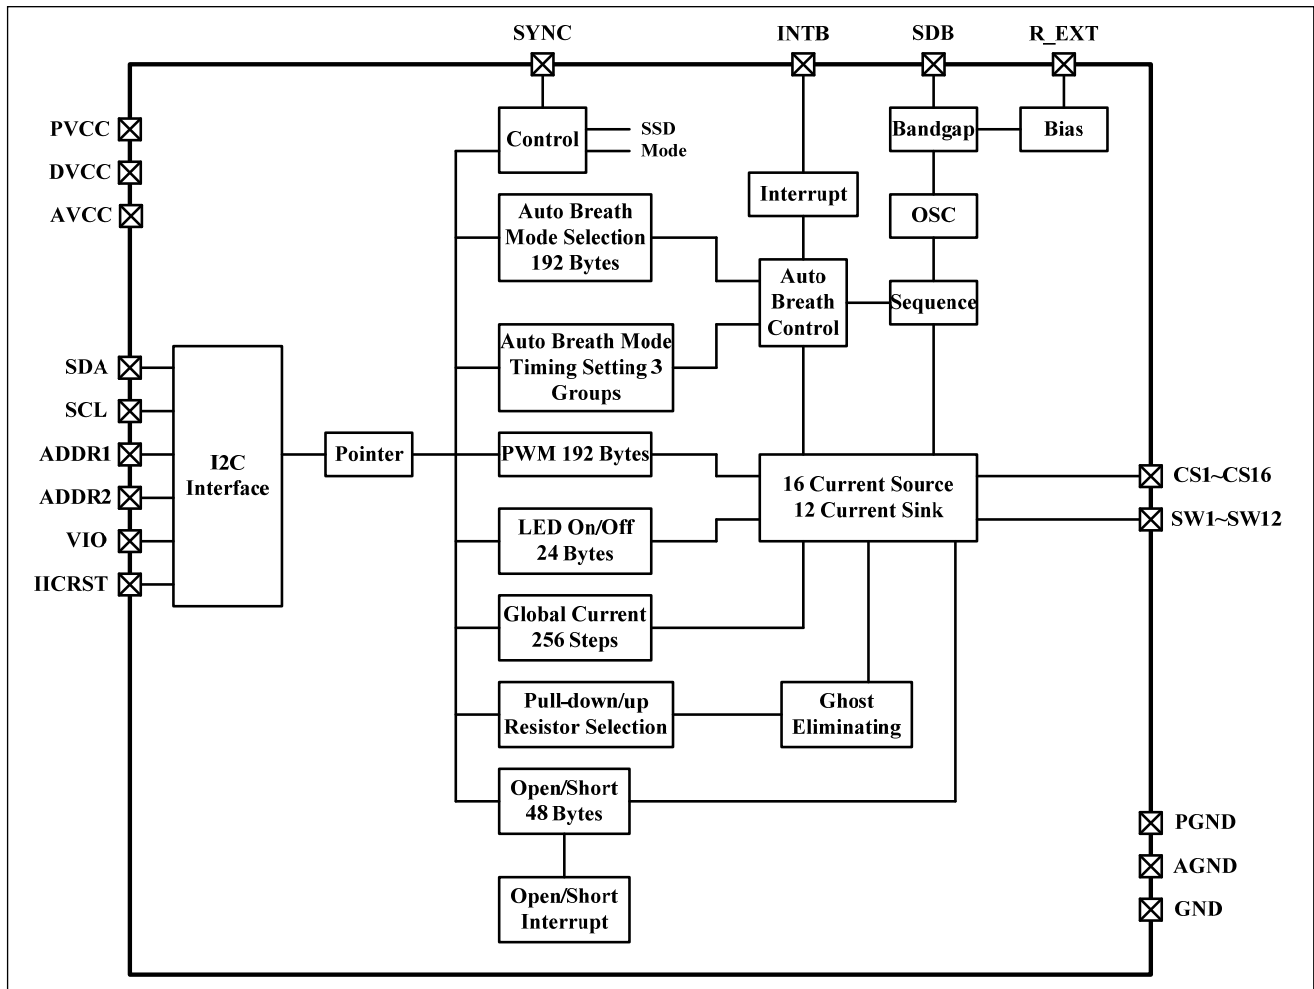 SYNC
INTB
SDB
R_EXT
PVCC
DVCC
AVCC
Control
SSD
Mode
Bandgap
Bias
Interrupt
OSC
Auto Breath
Mode Selection
192 Bytes
Auto
Breath
Control
Sequence
Auto Breath Mode
Timing Setting 3
Groups
SDA
SCL
ADDR1
ADDR2
VIO
IICRST
I2C
Interface
Pointer
PWM 192 Bytes
16 Current Source
12 Current Sink
CS1~CS16
SW1~SW12
LED On/Off
24 Bytes
Global Current
256 Steps
Pull-down/up
Resistor Selection
Ghost
Eliminating
Open/Short
48 Bytes
Open/Short
Interrupt
PGND
AGND
GND